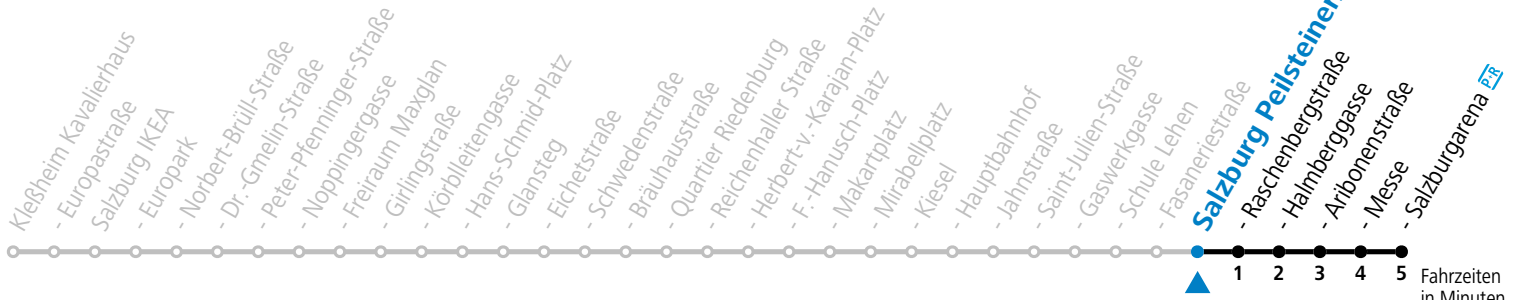 Kleßheim Kavalierhaus
- Europastraße
Salzburg IKEA
- Europark
- Norbert-Brüll-Straße
- Dr.-Gmelin-Straße
- Peter-Pfenninger-Straße
- Noppingergasse
- Freiraum Maxglan
- Girlingstraße
- Körblleitengasse
- Hans-Schmid-Platz
- Glansteg
- Eichetstraße
- Schwedenstraße
- Bräuhausstraße
- Quartier Riedenburg
- Reichenhaller Straße
- Herbert-v.-Karajan-Platz
- F.-Hanusch-Platz
- Makartplatz
- Mirabellplatz
- Kiesel
- Hauptbahnhof
- Jahnstraße
- Saint-Julien-Straße
- Gaswerkgasse
- Schule Lehen
- Fasaneriestraße
Salzburg
- Raschenbergstraße
- Halmberggasse
- Aribonenstraße
- Messe
- Salzburgarena P+R
1 2 3 4 5 Fahrzeiten
in Minuten